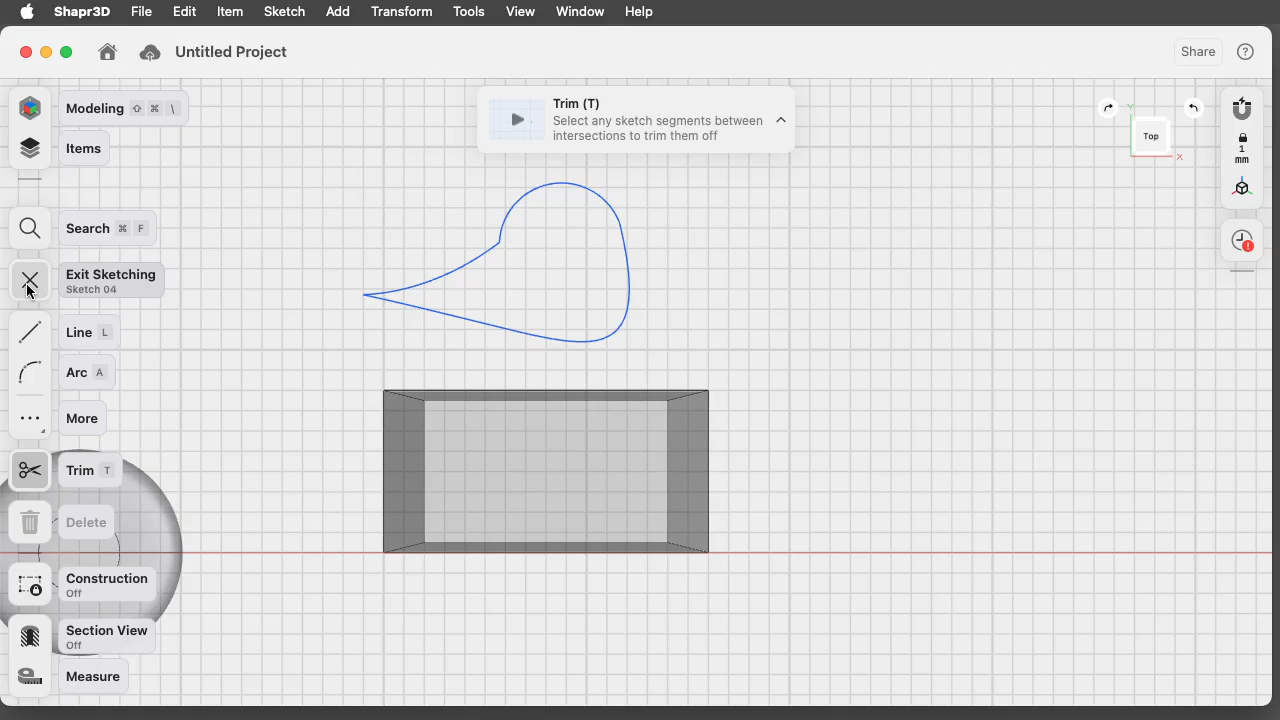 Shapr3D File Edit Item Sketch Add Transform Tools View Window Help
Untitled Project
Share
Modeling ⇧ ⌘ \
Items
Search ⌘ F
Exit Sketching
Sketch 04
Line L
Arc A
More
Trim T
Delete
Construction
Off
Section View
Off
Measure
Trim (T)
Select any sketch segments between
intersections to trim them off
Y
Top
X
1
mm